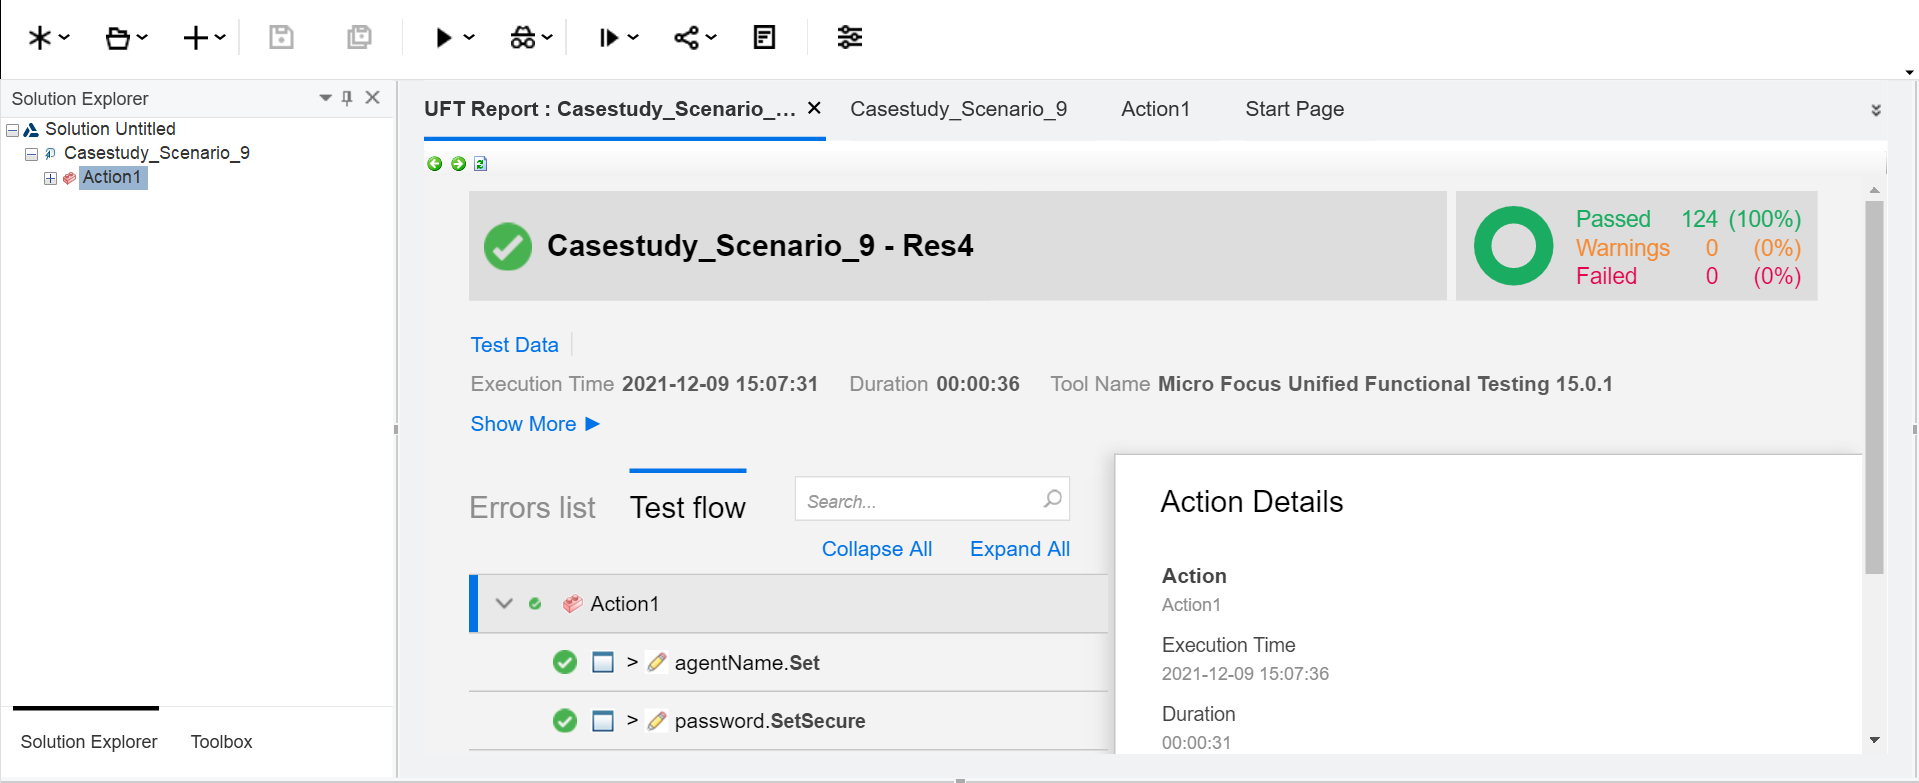 Solution Explorer
Solution Untitled
Casestudy_Scenario_9
Action1
Solution Explorer Toolbox
UFT Report : Casestudy_Scenario_... Casestudy_Scenario_9 Action1 Start Page
Casestudy_Scenario_9 - Res4
Passed 124 (100%)
Warnings 0 (0%)
Failed 0 (0%)
Test Data
Execution Time 2021-12-09 15:07:31 Duration 00:00:36 Tool Name Micro Focus Unified Functional Testing 15.0.1
Show More
Errors list Test flow Search...
Collapse All Expand All
Action1
> agentName.Set
> password.SetSecure
Action Details
Action
Action1
Execution Time
2021-12-09 15:07:36
Duration
00:00:31